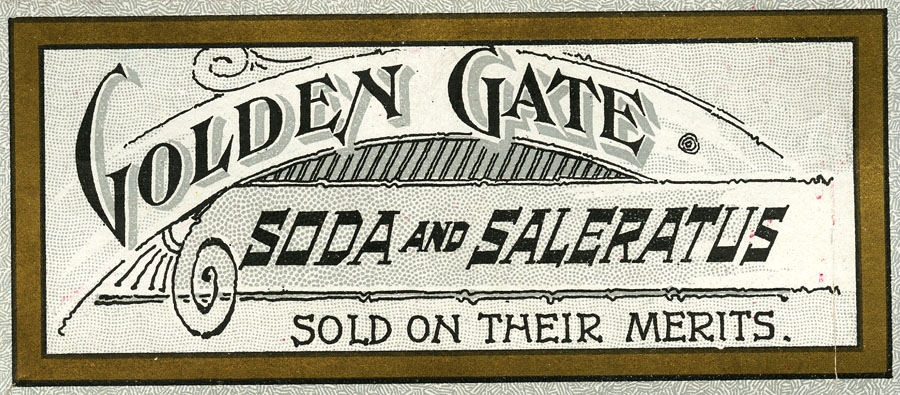 GOLDEN GATE
SODA AND SALERATUS
SOLD ON THEIR MERITS.